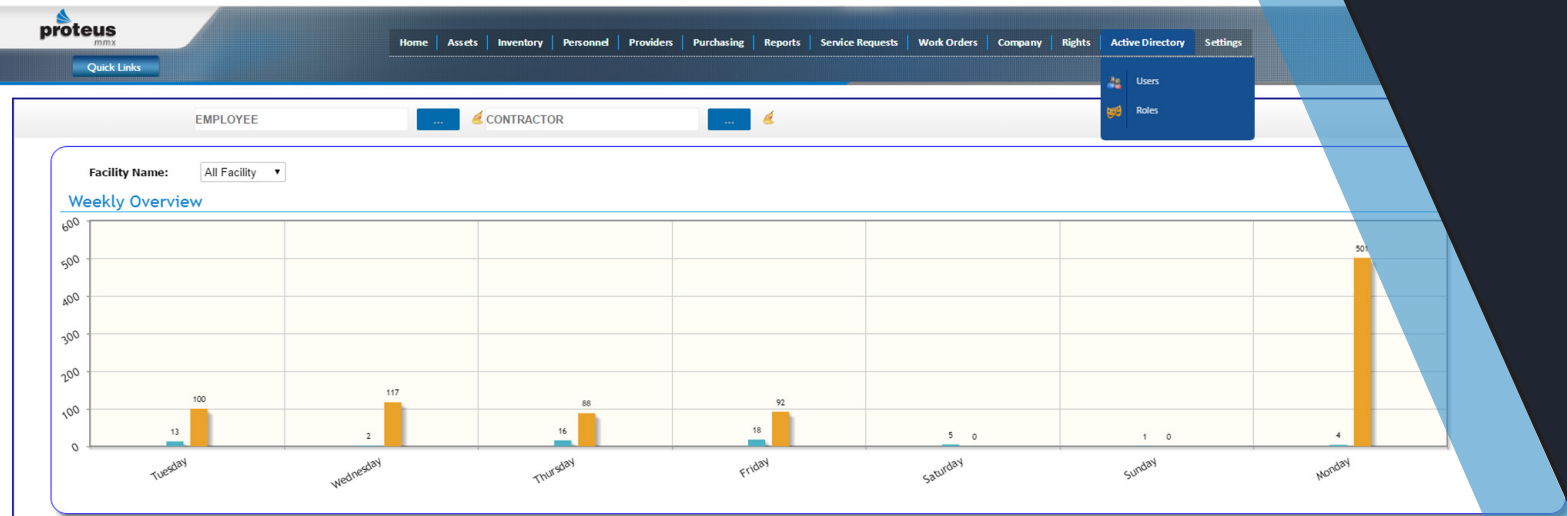 proteus
mmx
Quick Links
Home Assets Inventory Personnel Providers Purchasing Reports Service Requests Work Orders Company Rights Active Directory Settings
Users
Roles
EMPLOYEE ... CONTRACTOR ...
Facility Name: All Facility
Weekly Overview
600
500
400
300
200
100
0
13 100
2 117
16 88
18 92
5 0
1 0
4 501
Tuesday Wednesday Thursday Friday Saturday Sunday Monday